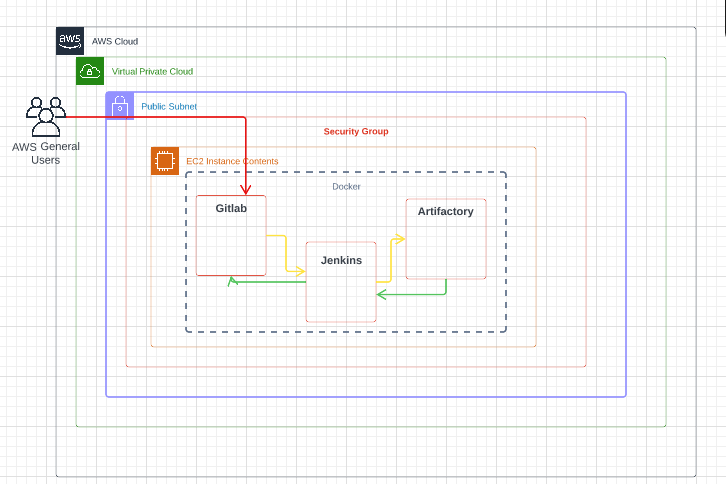 aws
AWS Cloud
Virtual Private Cloud
Public Subnet
Security Group
AWS General
Users
EC2 Instance Contents
Docker
Gitlab
Artifactory
Jenkins